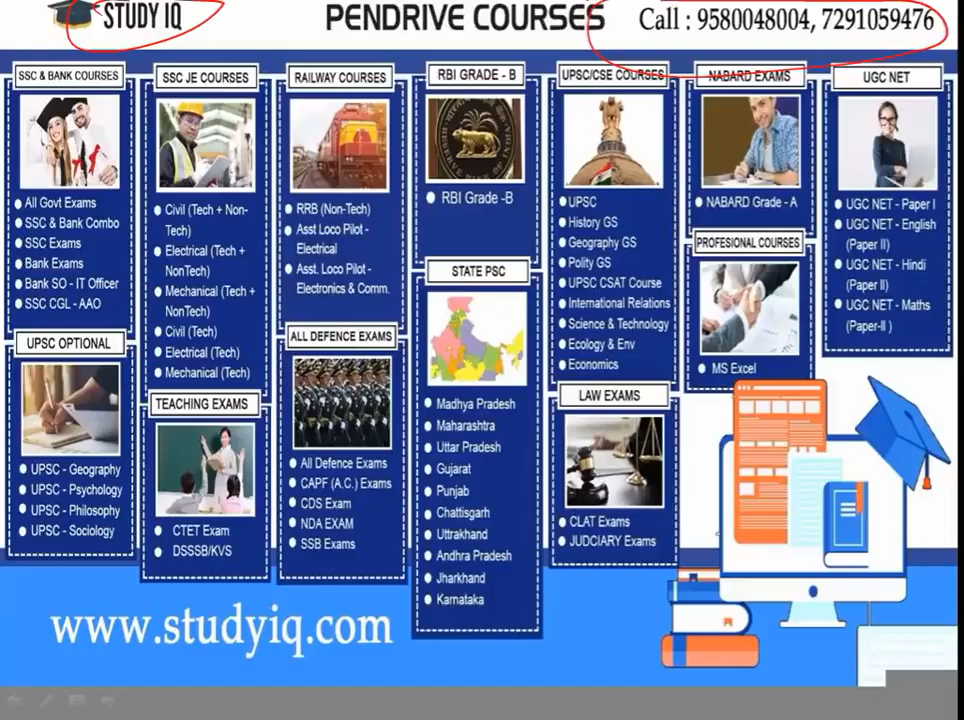 STUDY IQ
PENDRIVE COURSES
Call : 9580048004, 7291059476
SSC & BANK COURSES
All Govt Exams
SSC & Bank Combo
SSC Exams
Bank Exams
Bank SO - IT Officer
SSC CGL - AAO
UPSC OPTIONAL
UPSC - Geography
UPSC - Psychology
UPSC - Philosophy
UPSC - Sociology
SSC JE COURSES
Civil (Tech + Non-
Tech)
Electrical (Tech +
NonTech)
Mechanical (Tech +
NonTech)
Civil (Tech)
Electrical (Tech)
Mechanical (Tech)
TEACHING EXAMS
CTET Exam
DSSSB/KVS
RAILWAY COURSES
RRB (Non-Tech)
Asst Loco Pilot -
Electrical
Asst. Loco Pilot -
Electronics & Comm.
ALL DEFENCE EXAMS
All Defence Exams
CAPF (A.C.) Exams
CDS Exam
NDA EXAM
SSB Exams
RBI GRADE - B
RBI Grade -B
STATE PSC
Madhya Pradesh
Maharashtra
Uttar Pradesh
Gujarat
Punjab
Chattisgarh
Uttrakhand
Andhra Pradesh
Jharkhand
Karnataka
UPSC/CSE COURSES
UPSC
History GS
Geography GS
Polity GS
UPSC CSAT Course
International Relations
Science & Technology
Ecology & Env
Economics
LAW EXAMS
CLAT Exams
JUDCIARY Exams
NABARD EXAMS
NABARD Grade - A
PROFESIONAL COURSES
MS Excel
UGC NET
UGC NET - Paper I
UGC NET - English
(Paper II)
UGC NET - Hindi
(Paper II)
UGC NET - Maths
(Paper-II )
www.studyiq.com